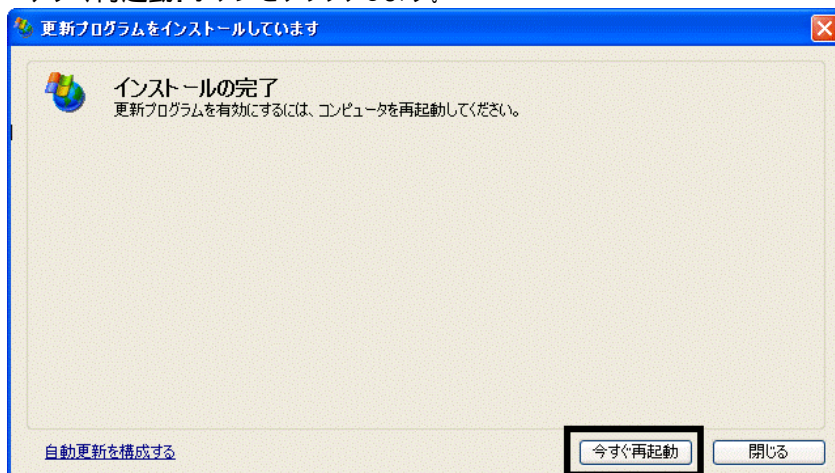 更新プログラムをインストールしています
インストールの完了
更新プログラムを有効にするには、コンピュータを再起動してください。
自動更新を構成する
今すぐ再起動
閉じる